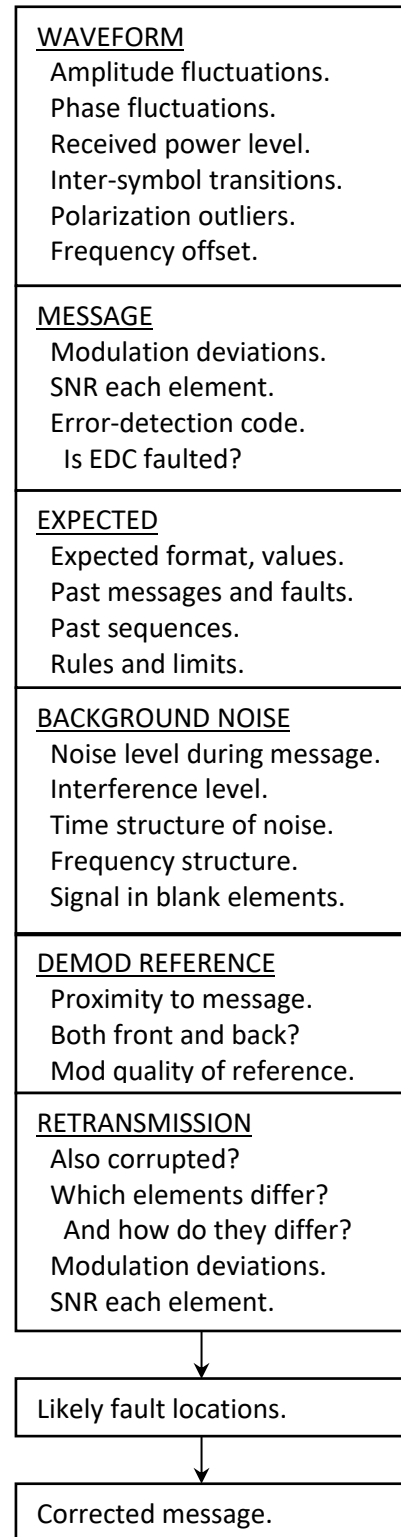 WAVEFORM
Amplitude fluctuations.
Phase fluctuations.
Received power level.
Inter-symbol transitions.
Polarization outliers.
Frequency offset.
MESSAGE
Modulation deviations.
SNR each element.
Error-detection code.
Is EDC faulted?
EXPECTED
Expected format, values.
Past messages and faults.
Past sequences.
Rules and limits.
BACKGROUND NOISE
Noise level during message.
Interference level.
Time structure of noise.
Frequency structure.
Signal in blank elements.
DEMOD REFERENCE
Proximity to message.
Both front and back?
Mod quality of reference.
RETRANSMISSION
Also corrupted?
Which elements differ?
And how do they differ?
Modulation deviations.
SNR each element.
Likely fault locations.
Corrected message.